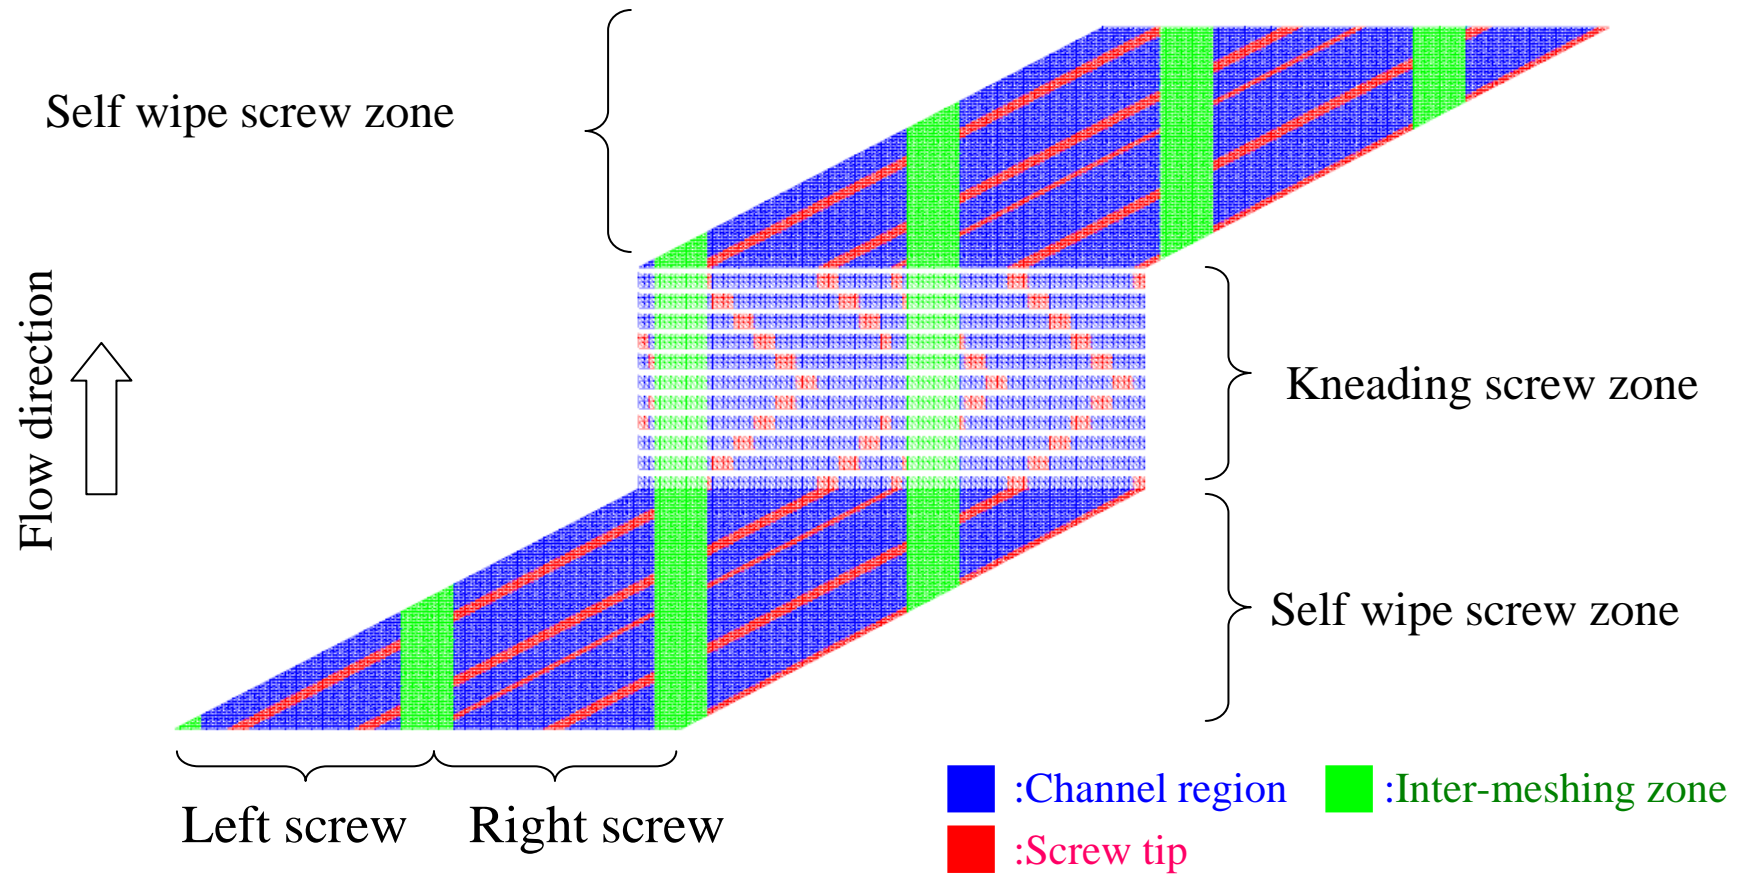 Self wipe screw zone
Flow direction
Kneading screw zone
Self wipe screw zone
Left screw
Right screw
:Channel region
:Inter-meshing zone
:Screw tip